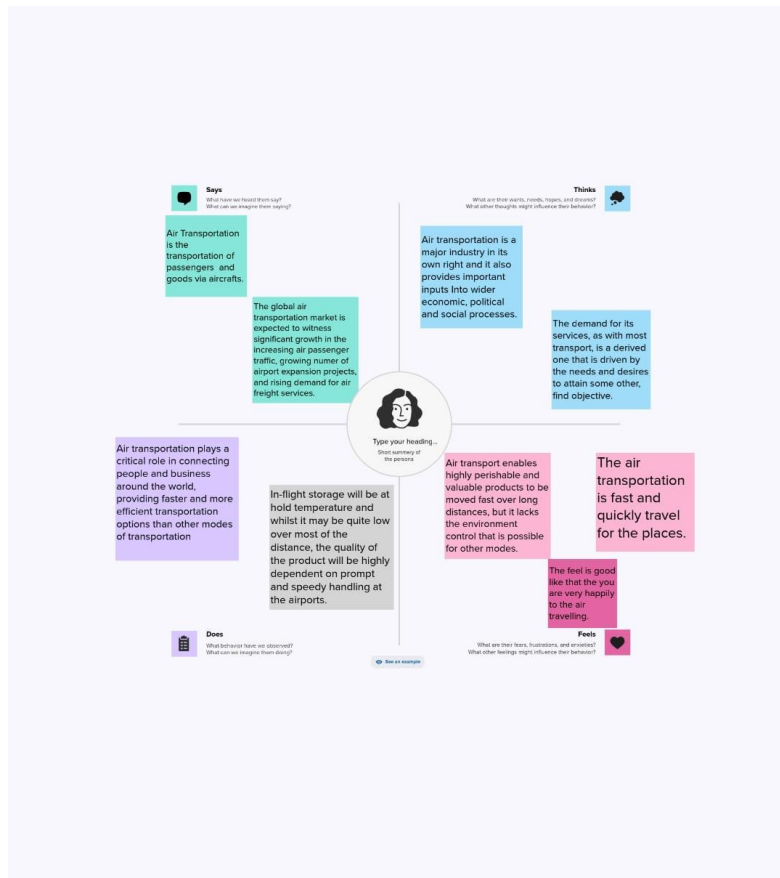 Says
What have we heard them say?
What can we imagine them saying?
Air Transportation
is the
transportation of
passengers and
goods via aircrafts.
The global air
transportation market is
expected to witness
significant growth in the
increasing air passenger
traffic, growing numer of
airport expansion projects,
and rising demand for air
freight services.
Thinks
What are their wants, needs, hopes, and dreams?
What other thoughts might influence their behavior?
Air transportation is a
major industry in its
own right and it also
provides important
inputs Into wider
economic, political
and social processes.
The demand for its
services, as with most
transport, is a derived
one that is driven by
the needs and desires
to attain some other,
find objective.
Type your heading...
Short summary of
the persona
Air transportation plays a
critical role in connecting
people and business
around the world,
providing faster and more
efficient transportation
options than other modes
of transportation
In-flight storage will be at
hold temperature and
whilst it may be quite low
over most of the
distance, the quality of
the product will be highly
dependent on prompt
and speedy handling at
the airports.
Does
What behavior have we observed?
What can we imagine them doing?
Air transport enables
highly perishable and
valuable products to be
moved fast over long
distances, but it lacks
the environment
control that is possible
for other modes.
The air
transportation
is fast and
quickly travel
for the places.
The feel is good
like that the you
are very happily
to the air
travelling.
Feels
What are their fears, frustrations, and anxieties?
What other feelings might influence their behavior?
See an example